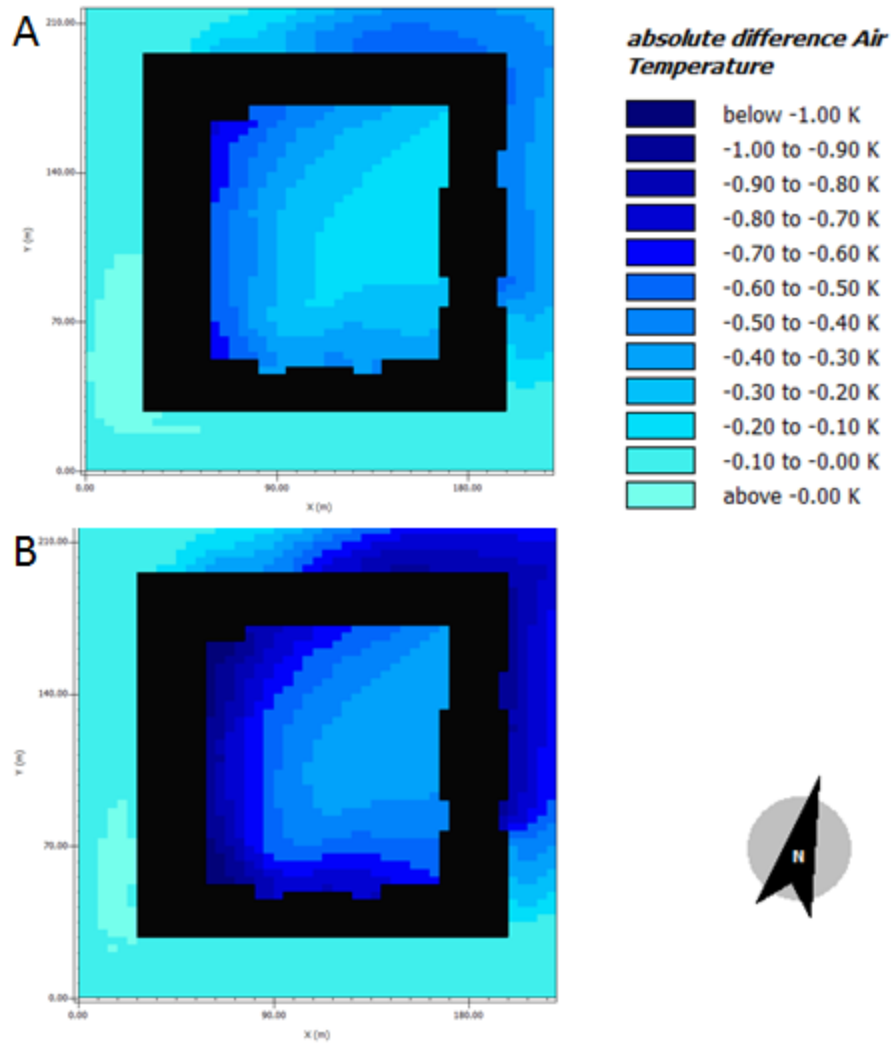 A
210.00
140.00
Y (m)
70.00
0.00
0.00 90.00 180.00
X (m)
absolute difference Air
Temperature
below -1.00 K
-1.00 to -0.90 K
-0.90 to -0.80 K
-0.80 to -0.70 K
-0.70 to -0.60 K
-0.60 to -0.50 K
-0.50 to -0.40 K
-0.40 to -0.30 K
-0.30 to -0.20 K
-0.20 to -0.10 K
-0.10 to -0.00 K
above -0.00 K
B
210.00
140.00
Y (m)
70.00
0.00
0.00 90.00 180.00
X (m)
N